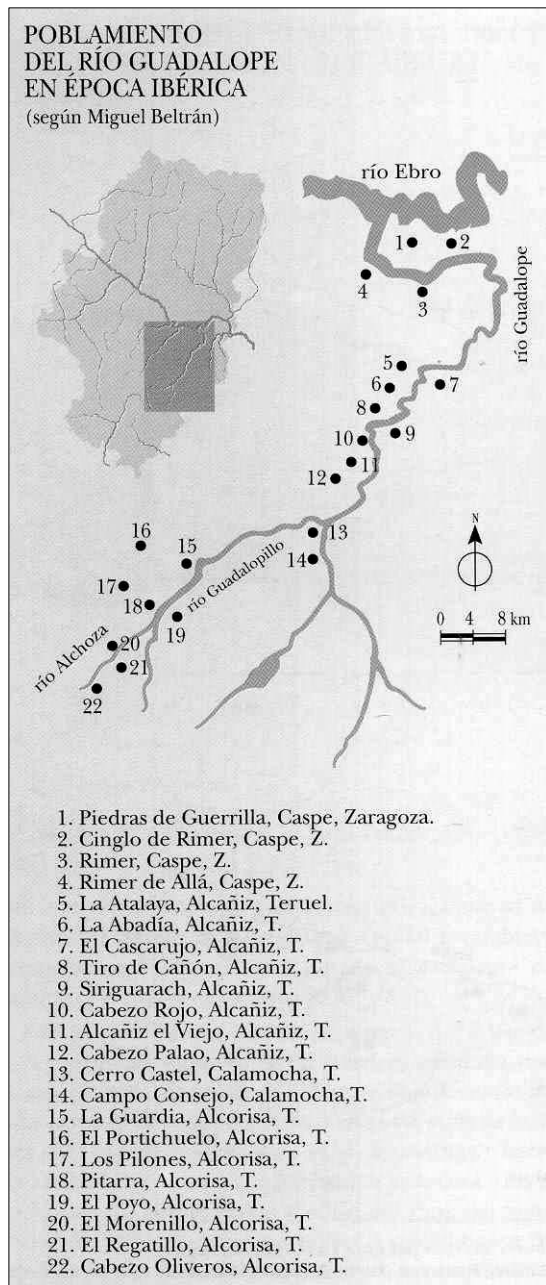 POBLAMIENTO
DEL RÍO GUADALOPE
EN ÉPOCA IBÉRICA
(según Miguel Beltrán)
río Ebro
1
2
4
3
río Guadalope
5
6
7
8
9
10
11
12
13
14
16
15
río Guadalopillo
17
18
19
río Alchoza
20
21
22
N
0 4 8 km
1. Piedras de Guerrilla, Caspe, Zaragoza.
2. Cinglo de Rimer, Caspe, Z.
3. Rimer, Caspe, Z.
4. Rimer de Allá, Caspe, Z.
5. La Atalaya, Alcañiz, Teruel.
6. La Abadía, Alcañiz, T.
7. El Cascarujo, Alcañiz, T.
8. Tiro de Cañón, Alcañiz, T.
9. Siriguarach, Alcañiz, T.
10. Cabezo Rojo, Alcañiz, T.
11. Alcañiz el Viejo, Alcañiz, T.
12. Cabezo Palao, Alcañiz, T.
13. Cerro Castel, Calamocha, T.
14. Campo Consejo, Calamocha,T.
15. La Guardia, Alcorisa, T.
16. El Portichuelo, Alcorisa, T.
17. Los Pilones, Alcorisa, T.
18. Pitarra, Alcorisa, T.
19. El Poyo, Alcorisa, T.
20. El Morenillo, Alcorisa, T.
21. El Regatillo, Alcorisa, T.
22. Cabezo Oliveros, Alcorisa, T.